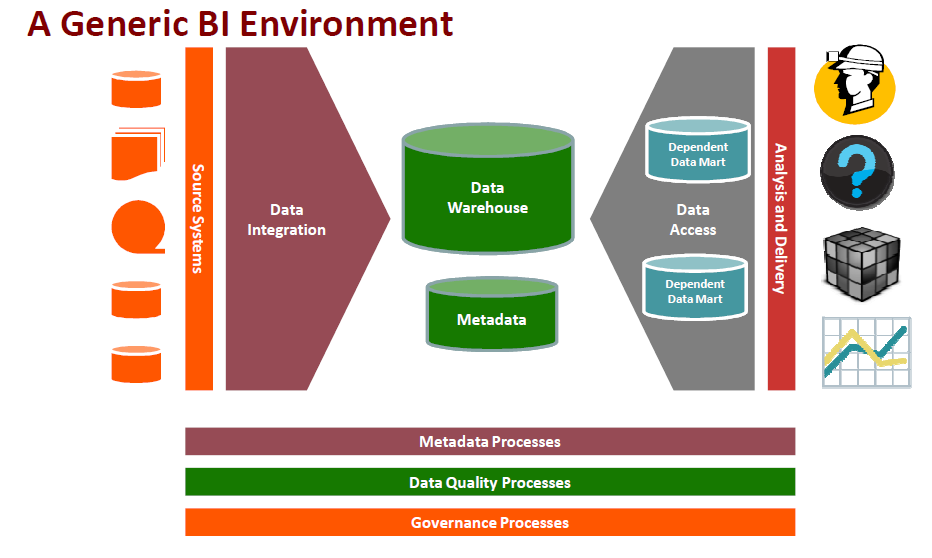 A Generic BI Environment
Source Systems
Data
Integration
Data
Warehouse
Metadata
Dependent
Data Mart
Data
Access
Dependent
Data Mart
Analysis and Delivery
?
Metadata Processes
Data Quality Processes
Governance Processes